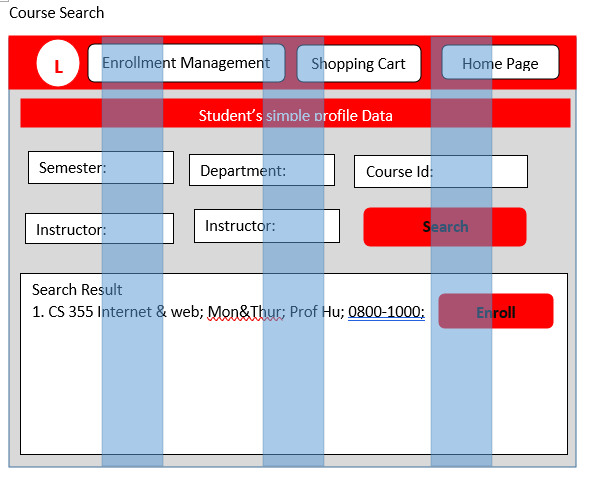 Course Search
L Enrollment Management Shopping Cart Home Page
Student's simple profile Data
Semester: Department: Course Id:
Instructor: Instructor: Search
Search Result
1. CS 355 Internet & web; Mon&Thur; Prof Hu; 0800-1000; Enroll